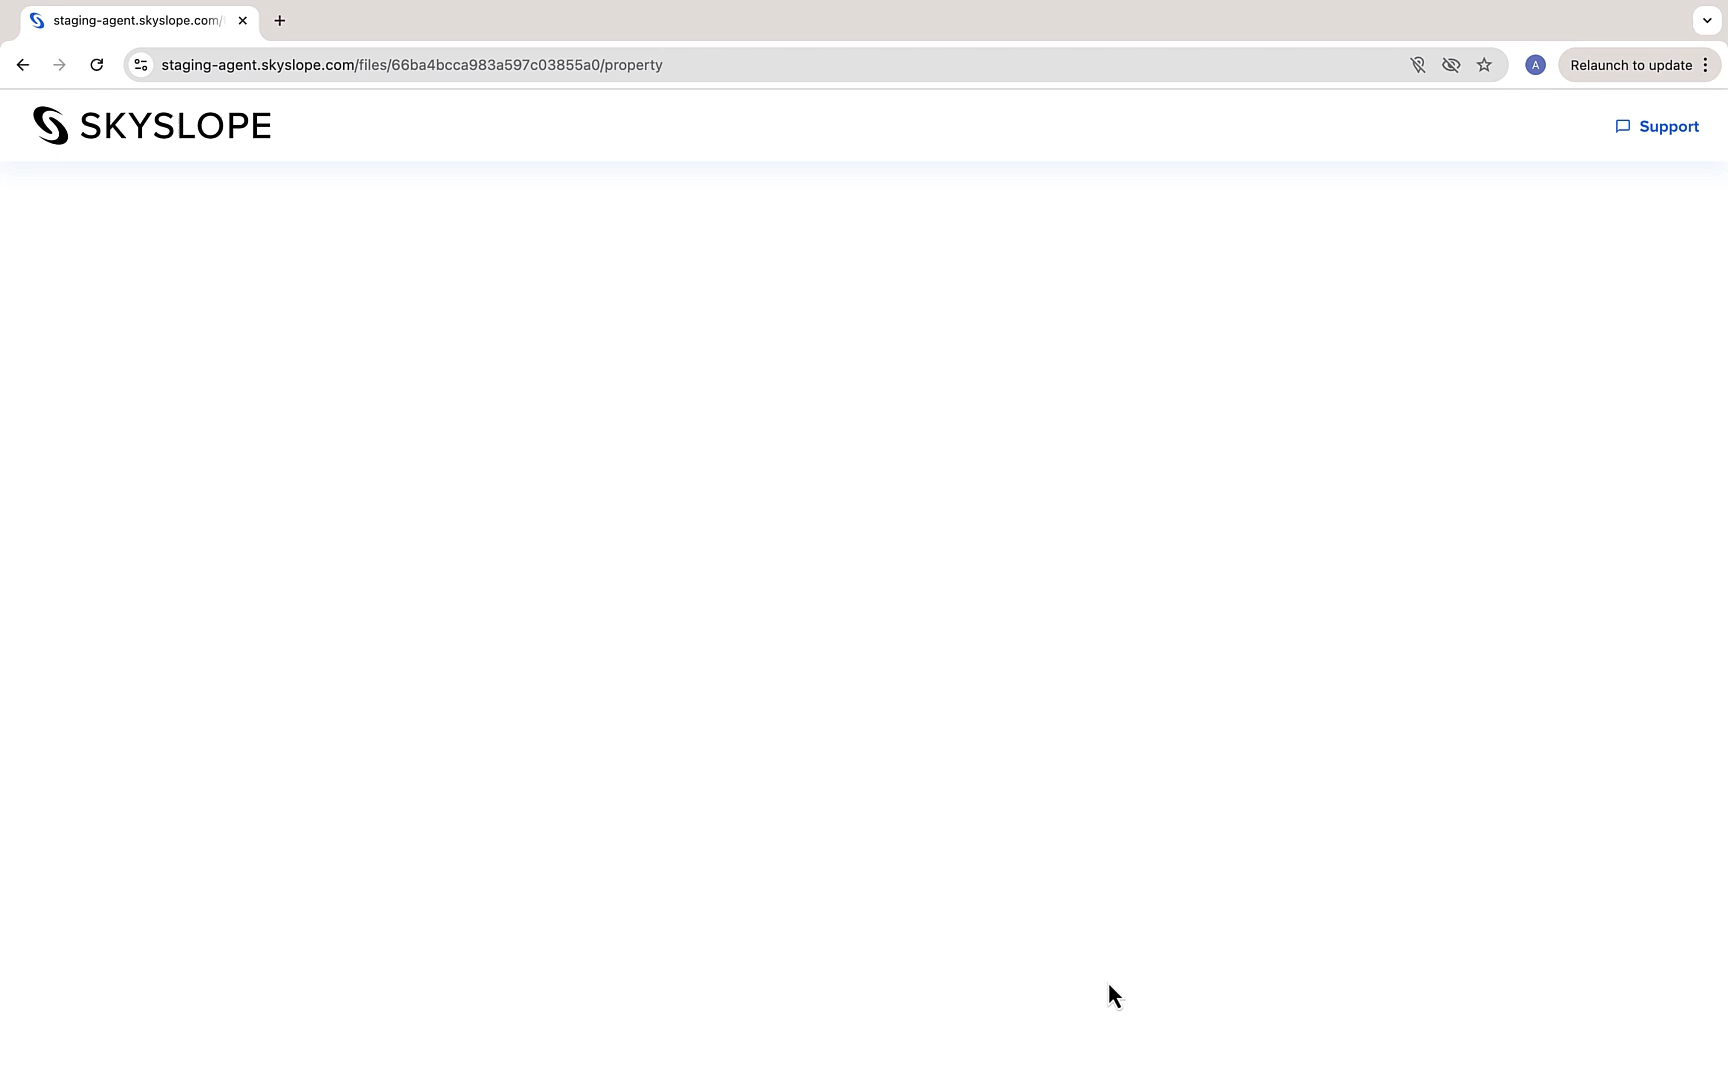 staging-agent.skyslope.com/
staging-agent.skyslope.com/files/66ba4bcca983a597c03855a0/property
A
Relaunch to update
SKYSLOPE
Support